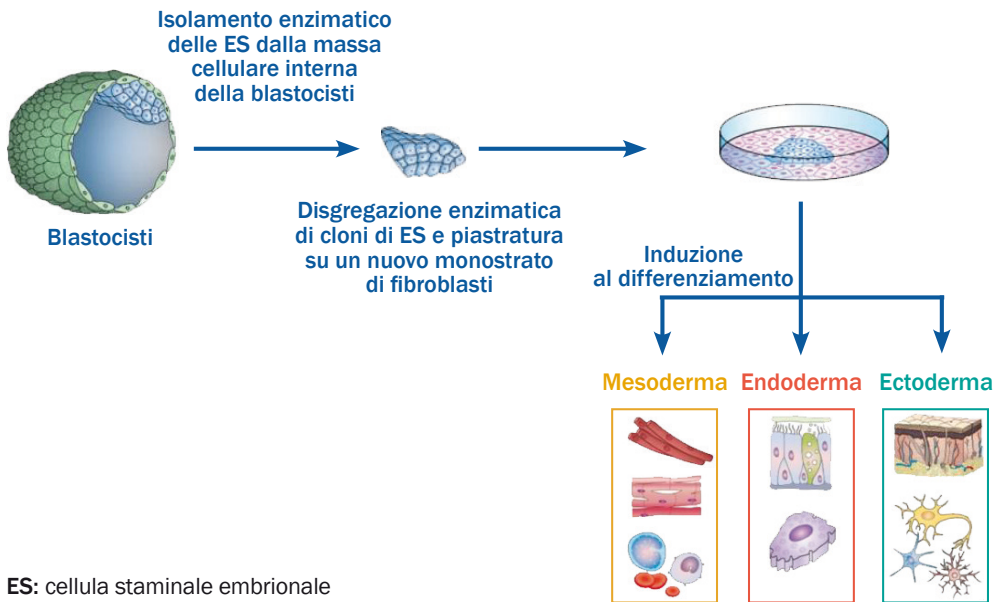 Isolamento enzimatico
delle ES dalla massa
cellulare interna
della blastocisti
Blastocisti
Disgregazione enzimatica
di cloni di ES e piastratura
su un nuovo monostrato
di fibroblasti
Induzione
al differenziamento
Mesoderma
Endoderma
Ectoderma
ES: cellula staminale embrionale